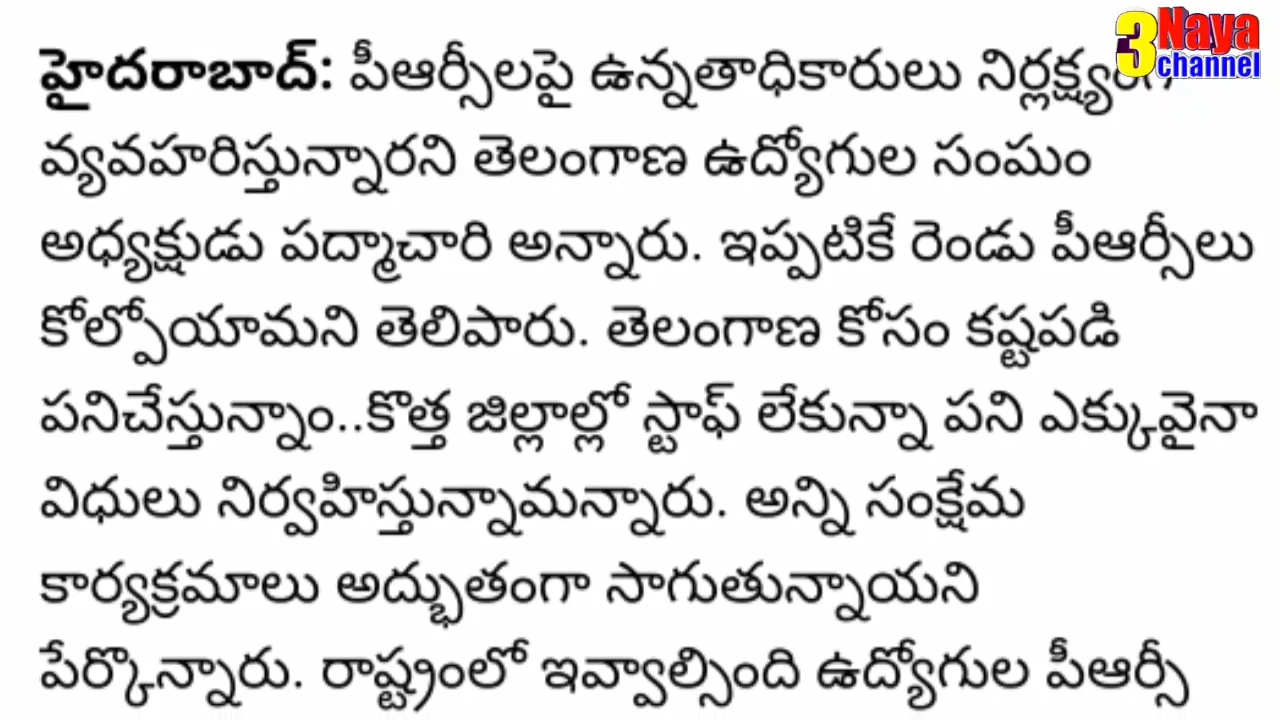 3 Naya channel
హైదరాబాద్: పీఆర్సీలపై ఉన్నతాధికారులు నిర్లక్ష్యంగా
వ్యవహరిస్తున్నారని తెలంగాణ ఉద్యోగుల సంఘం
అధ్యక్షుడు పద్మాచారి అన్నారు. ఇప్పటికే రెండు పీఆర్సీలు
కోల్పోయామని తెలిపారు. తెలంగాణ కోసం కష్టపడి
పనిచేస్తున్నాం..కొత్త జిల్లాల్లో స్టాఫ్ లేకున్నా పని ఎక్కువైనా
విధులు నిర్వహిస్తున్నామన్నారు. అన్ని సంక్షేమ
కార్యక్రమాలు అద్భుతంగా సాగుతున్నాయని
పేర్కొన్నారు. రాష్ట్రంలో ఇవ్వాల్సింది ఉద్యోగుల పీఆర్సీ